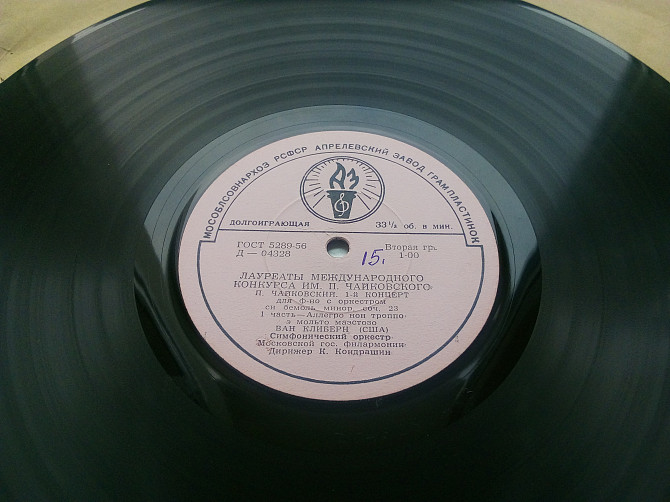 МОСОБЛСОВНАРХОЗ РСФСР АПРЕЛЕВСКИЙ ЗАВОД ГРАМПЛАСТИНОК
АЗ
ДОЛГОИГРАЮЩАЯ 33⅓ об. в мин.
ГОСТ 5289-56 Вторая гр.
Д — 04328 15. 1-00
ЛАУРЕАТЫ МЕЖДУНАРОДНОГО
КОНКУРСА ИМ. П. ЧАЙКОВСКОГО
П. ЧАЙКОВСКИЙ. 1-й КОНЦЕРТ
для ф-но с оркестром
си бемоль минор, соч. 23
I часть—Аллегро нон троппо
э мольто маэстозо
ВАН КЛИБЕРН (США)
Симфонический оркестр
Московской гос. филармонии
Дирижер К. Кондрашин